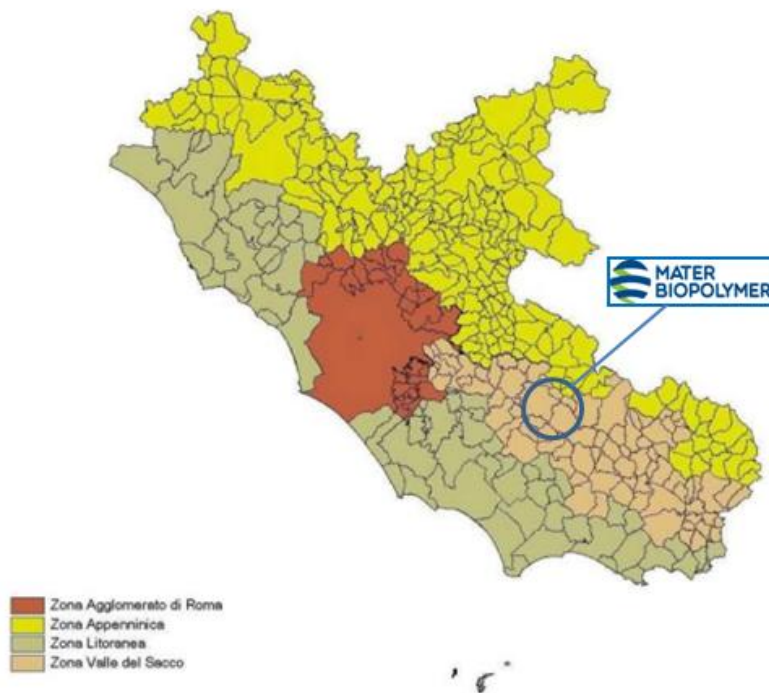 MATER
BIOPOLYMER
Zona Agglomerato di Roma
Zona Appenninica
Zona Litoranea
Zona Valle del Sacco